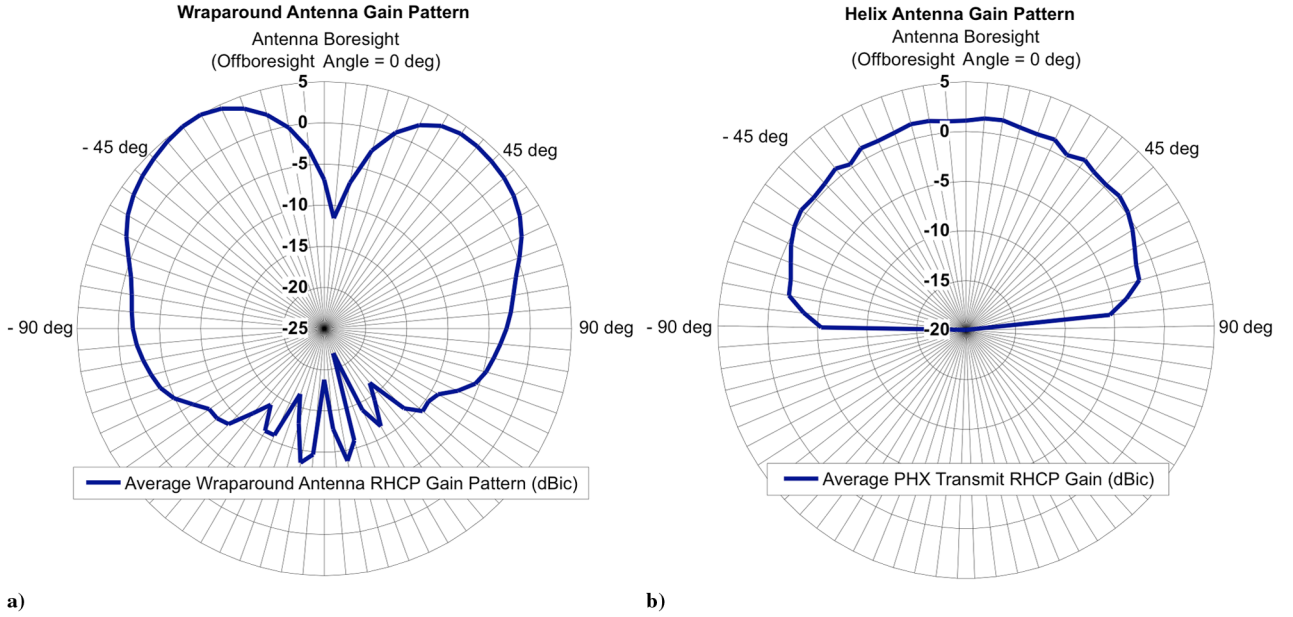 Wraparound Antenna Gain Pattern
Antenna Boresight
(Offboresight Angle = 0 deg)
5
0
-5
-10
-15
-20
-25
- 45 deg
45 deg
- 90 deg
90 deg
Average Wraparound Antenna RHCP Gain Pattern (dBic)
a)
Helix Antenna Gain Pattern
Antenna Boresight
(Offboresight Angle = 0 deg)
5
0
-5
-10
-15
-20
- 45 deg
45 deg
- 90 deg
90 deg
Average PHX Transmit RHCP Gain (dBic)
b)